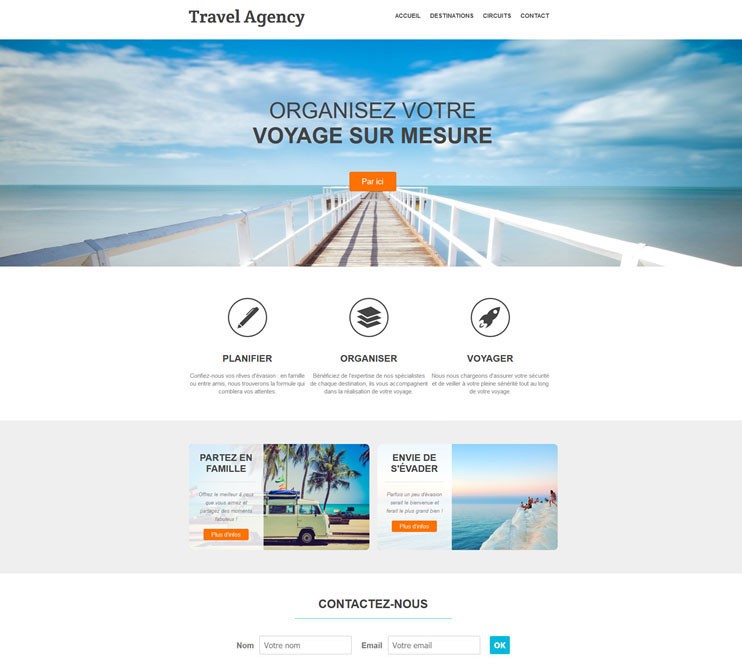 Travel Agency
ACCUEIL DESTINATIONS CIRCUITS CONTACT
ORGANISEZ VOTRE
VOYAGE SUR MESURE
Par ici
PLANIFIER
Confiez-nous vos rêves d'évasion : en famille
ou entre amis, nous trouverons la formule qui
comblera vos attentes.
ORGANISER
Bénéficiez de l'expertise de nos spécialistes
de chaque destination, ils vous accompagnent
dans la réalisation de votre voyage.
VOYAGER
Nous nous chargeons d'assurer votre sécurité
et de veiller à votre pleine sérénité tout au long
de votre voyage.
PARTEZ EN
FAMILLE
Offrez le meilleur à ceux
que vous aimez et
partagez des moments
fabuleux !
Plus d'infos
ENVIE DE
S'ÉVADER
Parfois un peu d'évasion
serait le bienvenue et
ferait le plus grand bien !
Plus d'infos
CONTACTEZ-NOUS
Nom Votre nom Email Votre email OK